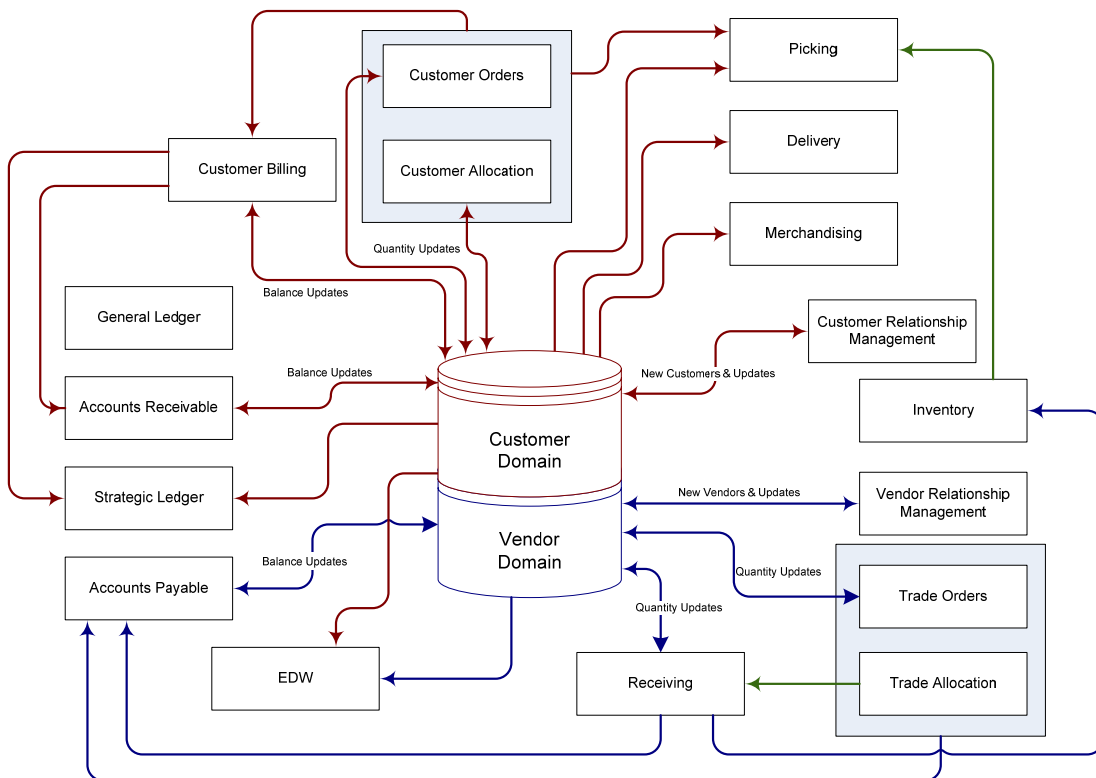 Customer Orders
Picking
Delivery
Customer Billing
Customer Allocation
Merchandising
Quantity Updates
Balance Updates
General Ledger
Customer Relationship
Management
Balance Updates
New Customers & Updates
Accounts Receivable
Inventory
Customer
Domain
Strategic Ledger
New Vendors & Updates
Vendor Relationship
Management
Vendor
Domain
Balance Updates
Quantity Updates
Accounts Payable
Trade Orders
Quantity Updates
EDW
Receiving
Trade Allocation